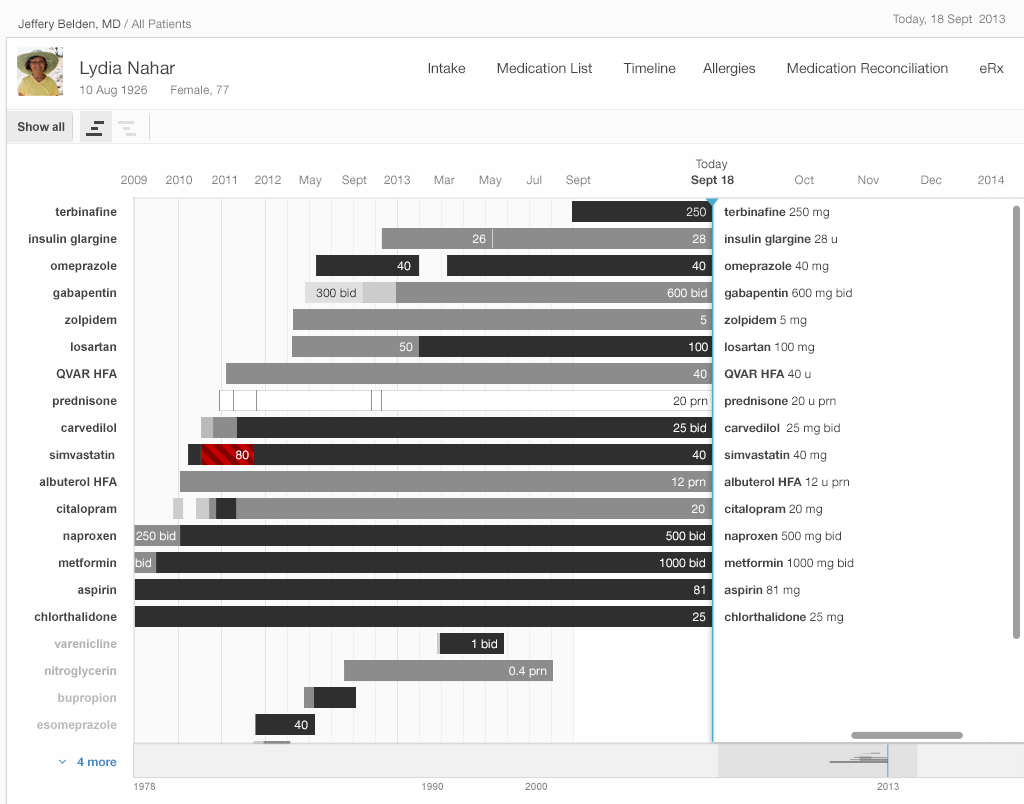 Jeffery Belden, MD / All Patients
Today, 18 Sept 2013
Lydia Nahar
10 Aug 1926 Female, 77
Intake Medication List Timeline Allergies Medication Reconciliation eRx
Show all
Today
2009 2010 2011 2012 May Sept 2013 Mar May Jul Sept Sept 18 Oct Nov Dec 2014
terbinafine 250 terbinafine 250 mg
insulin glargine 26 28 insulin glargine 28 u
omeprazole 40 40 omeprazole 40 mg
gabapentin 300 bid 600 bid gabapentin 600 mg bid
zolpidem 5 zolpidem 5 mg
losartan 50 100 losartan 100 mg
QVAR HFA 40 QVAR HFA 40 u
prednisone 20 prn prednisone 20 u prn
carvedilol 25 bid carvedilol 25 mg bid
simvastatin 80 40 simvastatin 40 mg
albuterol HFA 12 prn albuterol HFA 12 u prn
citalopram 20 citalopram 20 mg
naproxen 250 bid 500 bid naproxen 500 mg bid
metformin bid 1000 bid metformin 1000 mg bid
aspirin 81 aspirin 81 mg
chlorthalidone 25 chlorthalidone 25 mg
varenicline 1 bid
nitroglycerin 0.4 prn
bupropion
esomeprazole 40
4 more
1978 1990 2000 2013